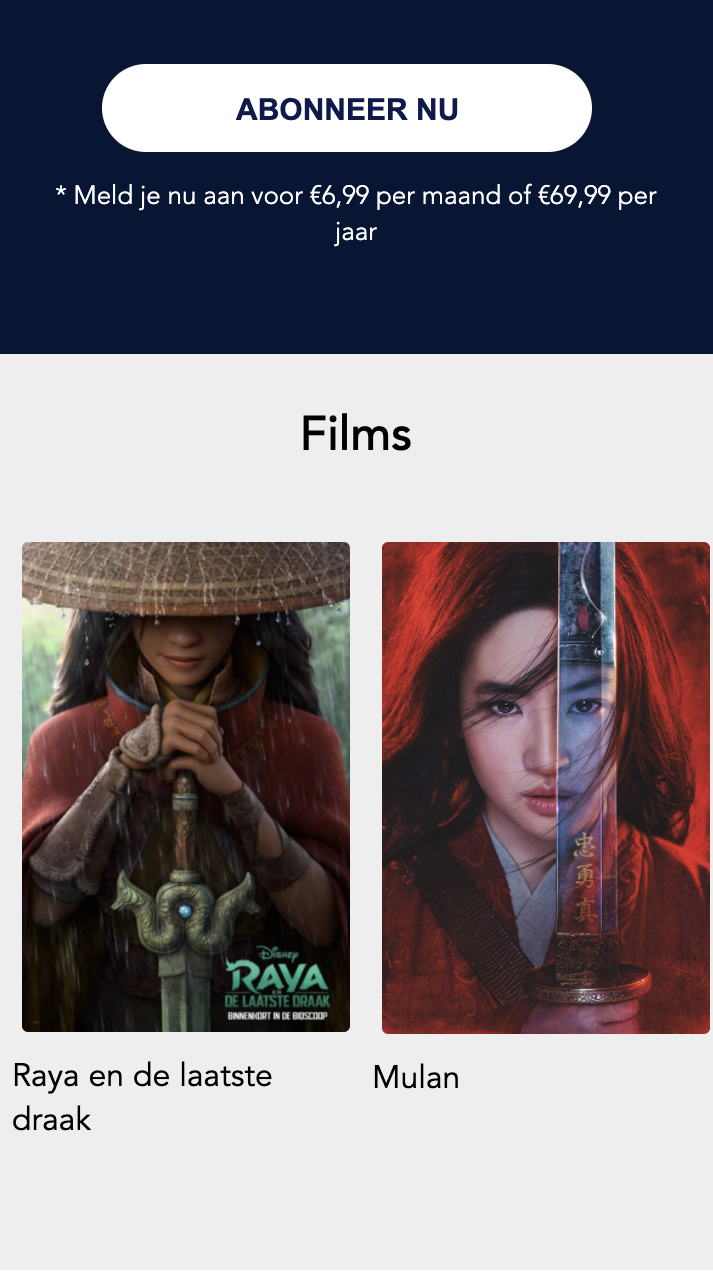 ABONNEER NU
* Meld je nu aan voor €6,99 per maand of €69,99 per
jaar
Films
Disney
RAYA
EN
DE LAATSTE DRAAK
BINNENKORT IN DE BIOSCOOP
忠
勇
真
Raya en de laatste
draak
Mulan